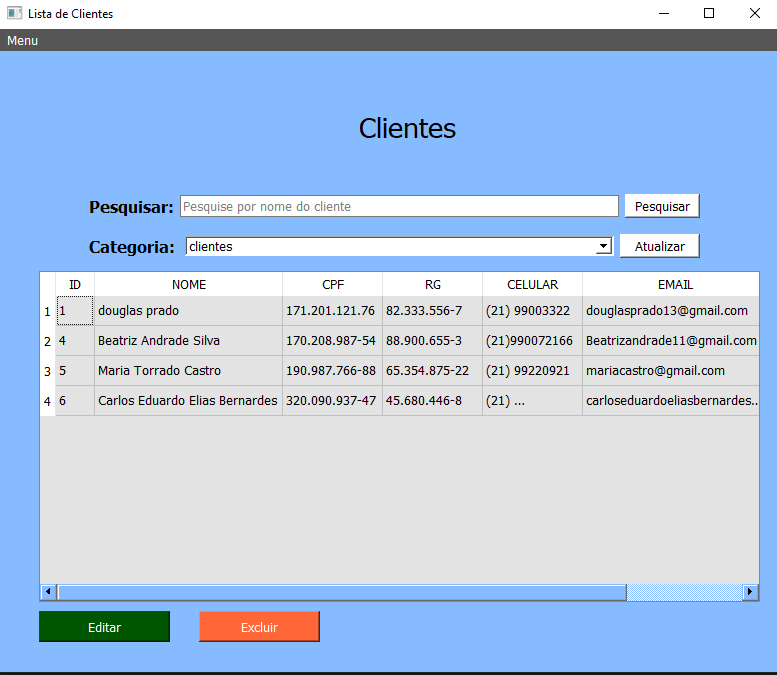 Lista de Clientes
Menu
Clientes
Pesquisar: Pesquise por nome do cliente Pesquisar
Categoria: clientes Atualizar
ID NOME CPF RG CELULAR EMAIL
1 1 douglas prado 171.201.121.76 82.333.556-7 (21) 99003322 douglasprado13@gmail.com
2 4 Beatriz Andrade Silva 170.208.987-54 88.900.655-3 (21)990072166 Beatrizandrade11@gmail.com
3 5 Maria Torrado Castro 190.987.766-88 65.354.875-22 (21) 99220921 mariacastro@gmail.com
4 6 Carlos Eduardo Elias Bernardes 320.090.937-47 45.680.446-8 (21) ... carloseduardoeliasbernardes..
Editar Excluir